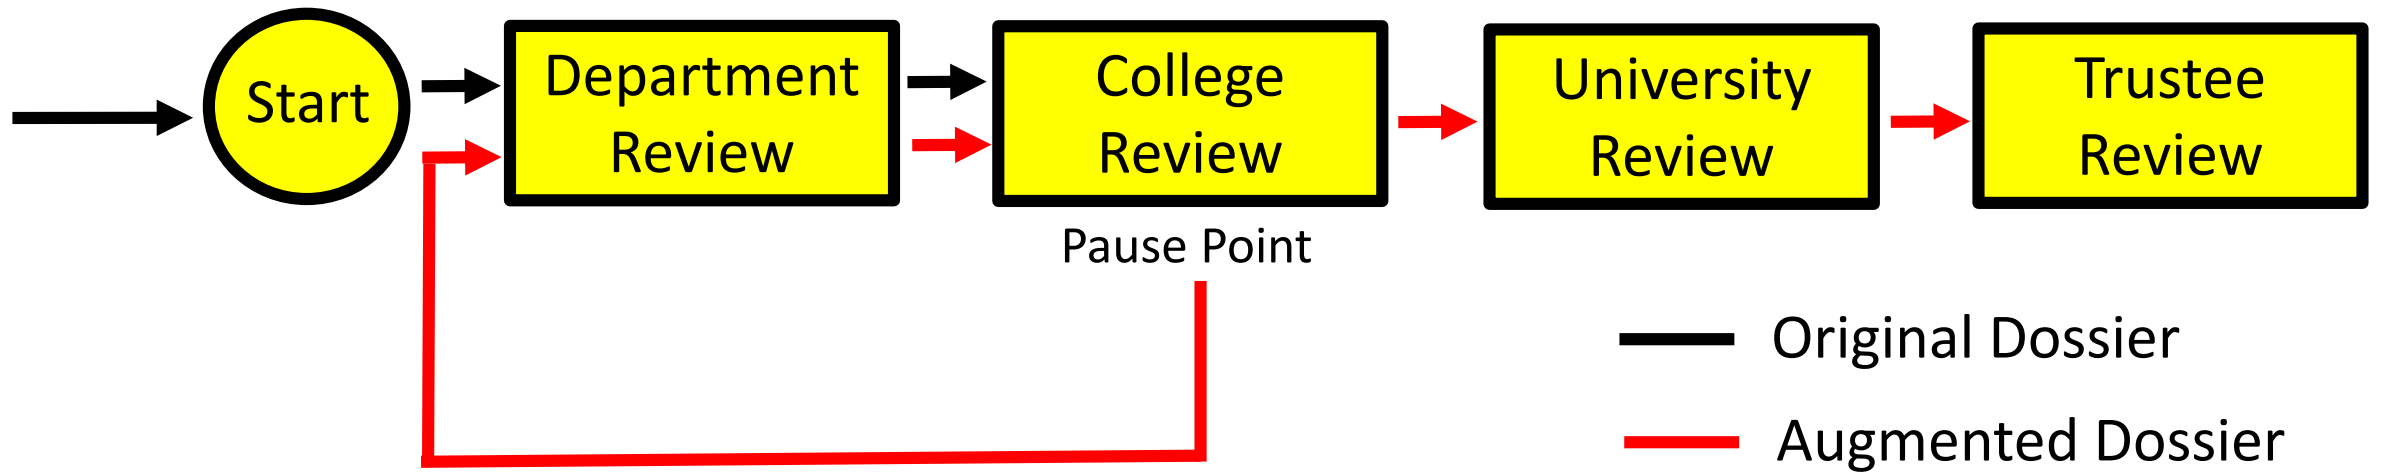 Start
Department
Review
College
Review
University
Review
Trustee
Review
Pause Point
Original Dossier
Augmented Dossier